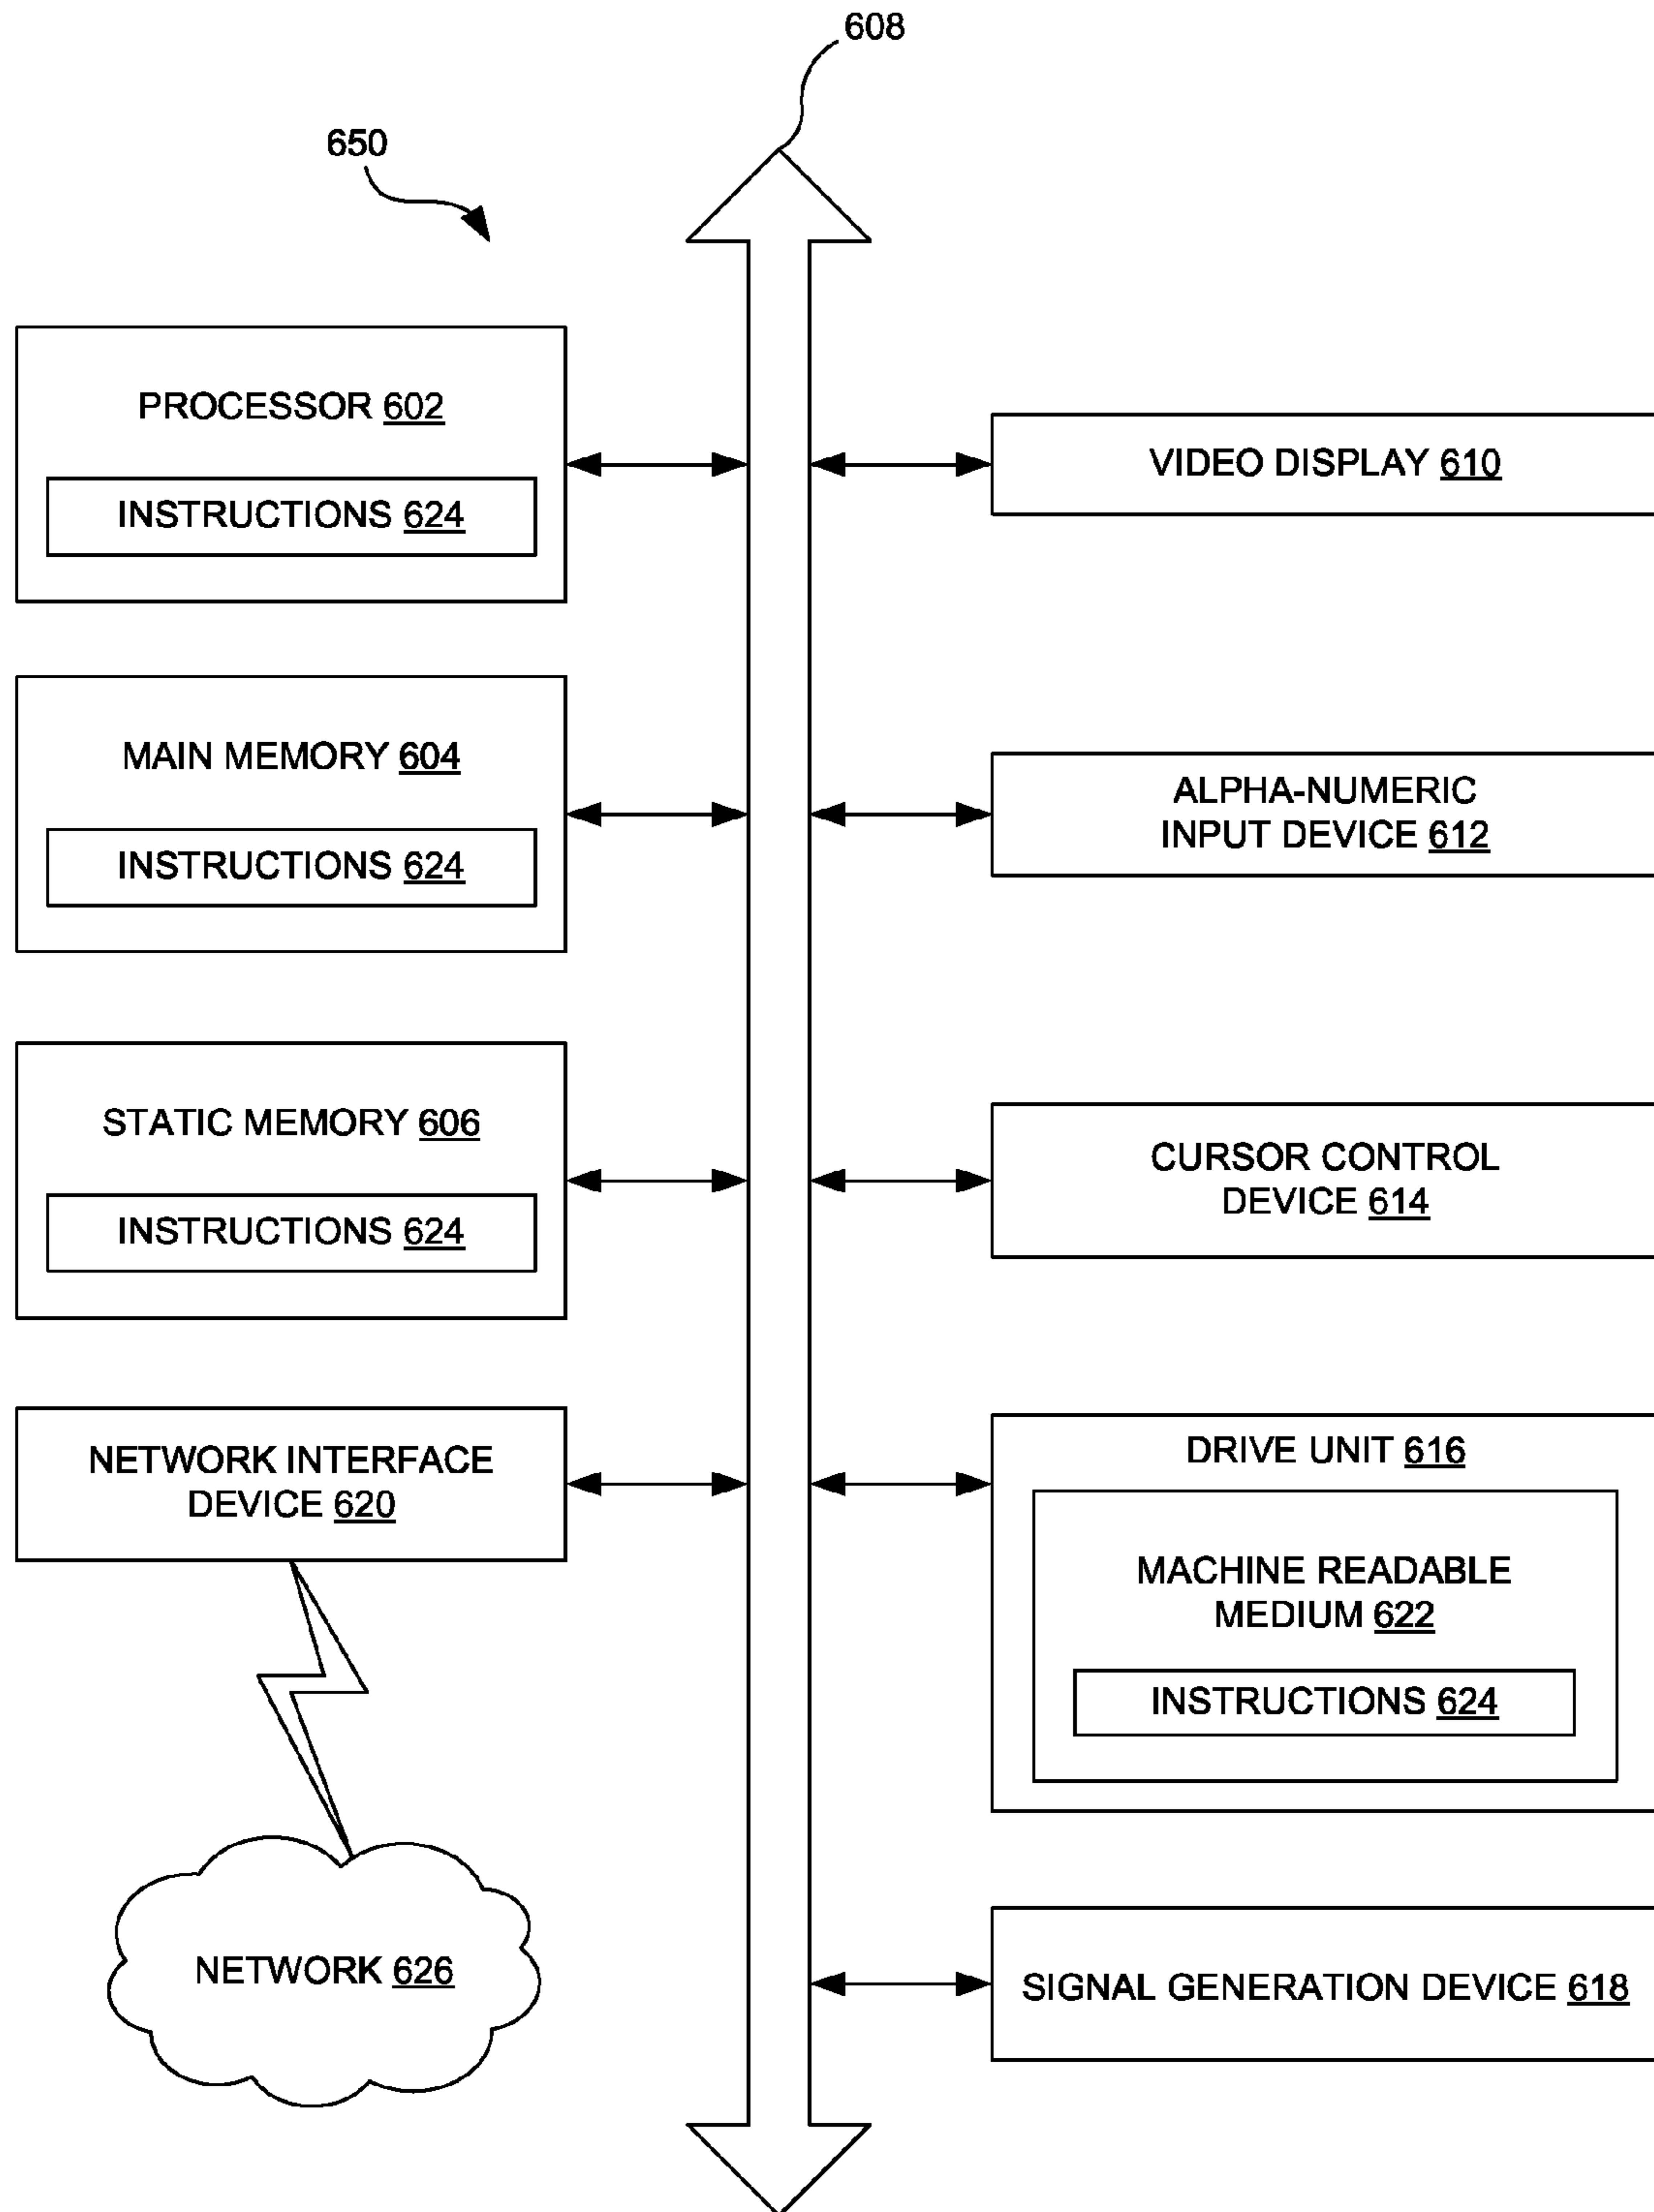 608
650
PROCESSOR 602
INSTRUCTIONS 624
MAIN MEMORY 604
INSTRUCTIONS 624
STATIC MEMORY 606
INSTRUCTIONS 624
NETWORK INTERFACE
DEVICE 620
NETWORK 626
VIDEO DISPLAY 610
ALPHA-NUMERIC
INPUT DEVICE 612
CURSOR CONTROL
DEVICE 614
DRIVE UNIT 616
MACHINE READABLE
MEDIUM 622
INSTRUCTIONS 624
SIGNAL GENERATION DEVICE 618